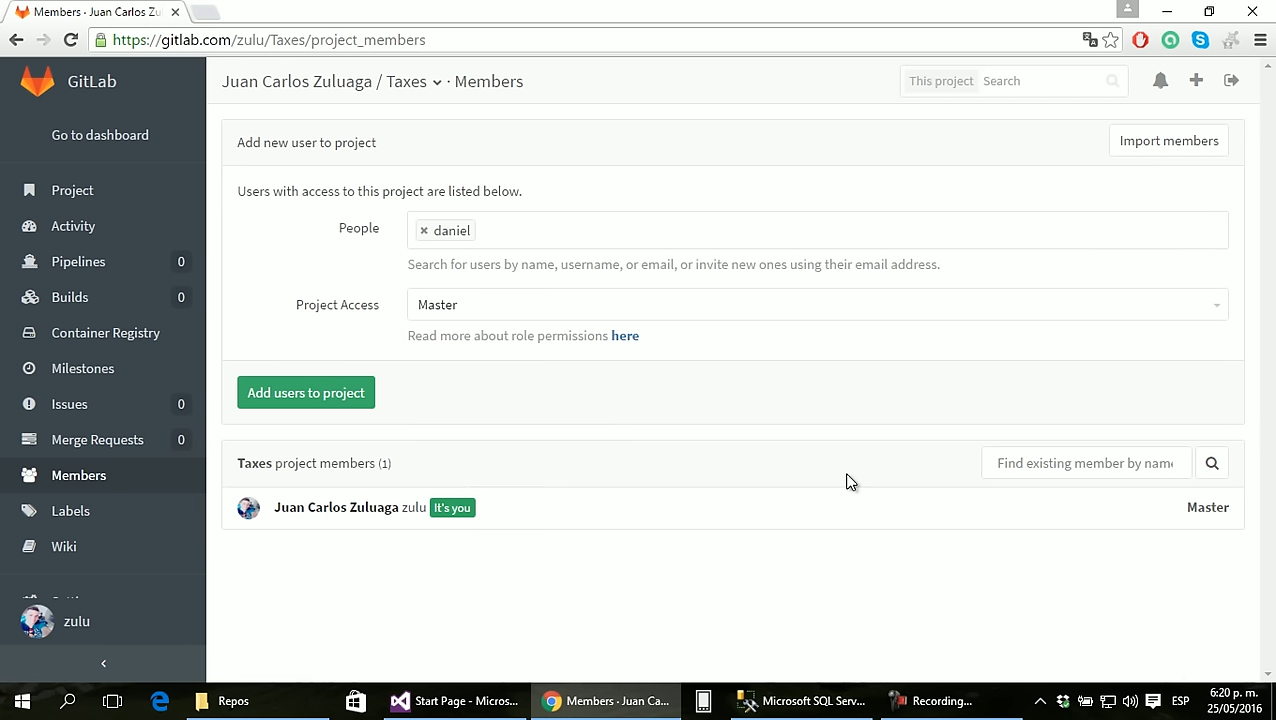 Members · Juan Carlos Zu
https://gitlab.com/zulu/Taxes/project_members
GitLab
Juan Carlos Zuluaga / Taxes · Members
This project Search
Go to dashboard
Project
Activity
Pipelines 0
Builds 0
Container Registry
Milestones
Issues 0
Merge Requests 0
Members
Labels
Wiki
zulu
Add new user to project
Import members
Users with access to this project are listed below.
People
daniel
Search for users by name, username, or email, or invite new ones using their email address.
Project Access
Master
Read more about role permissions here
Add users to project
Taxes project members (1)
Find existing member by name
Juan Carlos Zuluaga zulu It's you
Master
Repos
Start Page - Micros...
Members · Juan Ca...
Microsoft SQL Serv...
Recording...
ESP
6:20 p. m.
25/05/2016